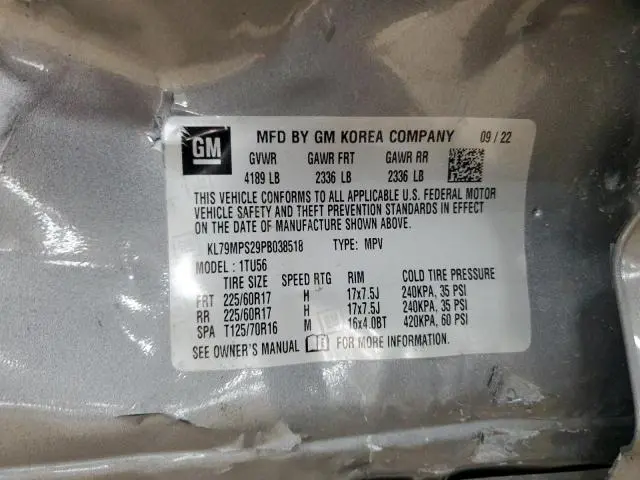 GM MFD BY GM KOREA COMPANY 09 / 22
GVWR GAWR FRT GAWR RR
4189 LB 2336 LB 2336 LB
THIS VEHICLE CONFORMS TO ALL APPLICABLE U.S. FEDERAL MOTOR
VEHICLE SAFETY AND THEFT PREVENTION STANDARDS IN EFFECT
ON THE DATE OF MANUFACTURE SHOWN ABOVE.
KL79MPS29PB038518 TYPE: MPV
MODEL : 1TU56
TIRE SIZE SPEED RTG RIM COLD TIRE PRESSURE
FRT 225/60R17 H 17x7.5J 240KPA, 35 PSI
RR 225/60R17 H 17x7.5J 240KPA, 35 PSI
SPA T125/70R16 M 16x4.0BT 420KPA, 60 PSI
SEE OWNER'S MANUAL FOR MORE INFORMATION.